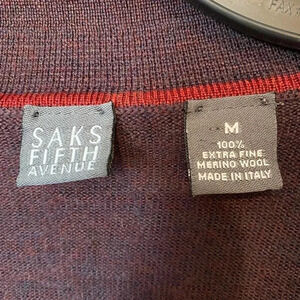 SAKS
FIFTH
AVENUE
M
100%
EXTRA FINE
MERINO WOOL
MADE IN ITALY